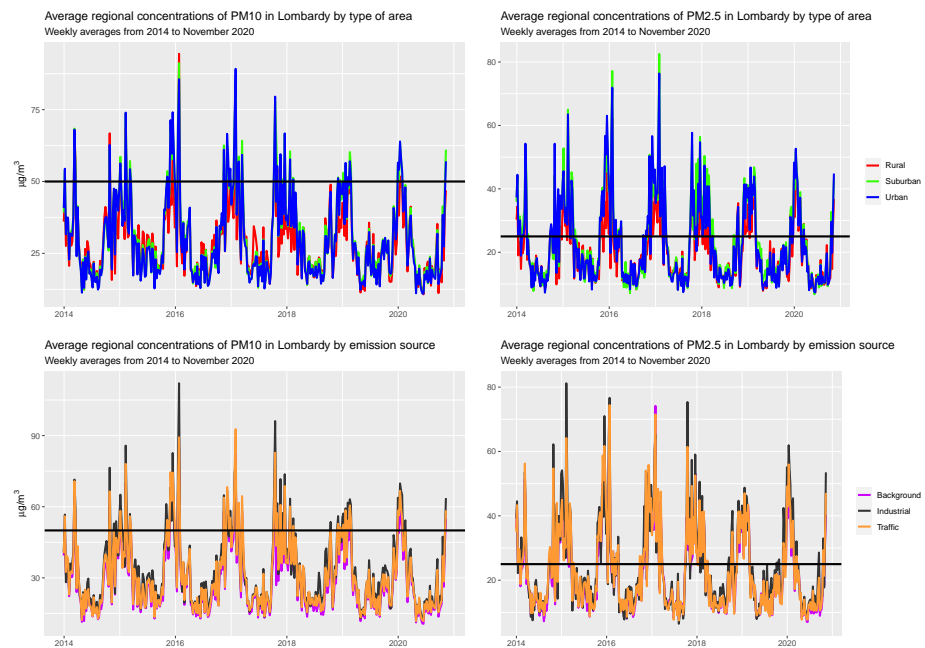 Average regional concentrations of PM10 in Lombardy by type of area
Weekly averages from 2014 to November 2020
µg/m³
75
50
25
2014
2016
2018
2020
Average regional concentrations of PM2.5 in Lombardy by type of area
Weekly averages from 2014 to November 2020
80
60
40
20
2014
2016
2018
2020
Rural
Suburban
Urban
Average regional concentrations of PM10 in Lombardy by emission source
Weekly averages from 2014 to November 2020
µg/m³
90
60
30
2014
2016
2018
2020
Average regional concentrations of PM2.5 in Lombardy by emission source
Weekly averages from 2014 to November 2020
80
60
40
20
2014
2016
2018
2020
Background
Industrial
Traffic